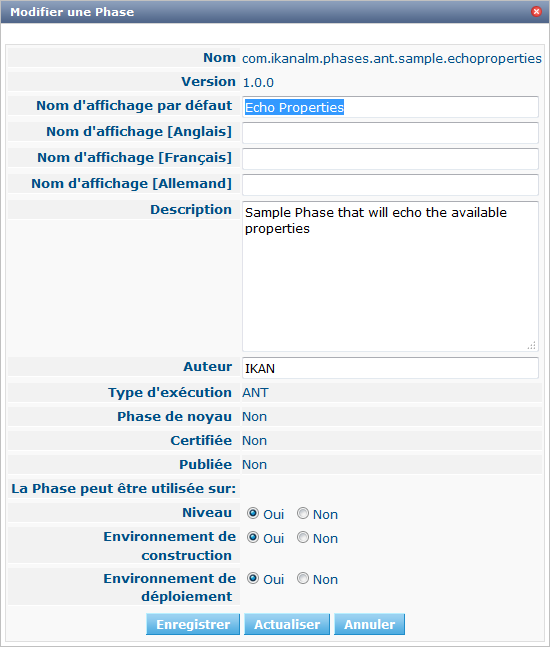 Modifier une Phase
Nom com.ikanalm.phases.ant.sample.echoproperties
Version 1.0.0
Nom d'affichage par défaut Echo Properties
Nom d'affichage [Anglais]
Nom d'affichage [Français]
Nom d'affichage [Allemand]
Description Sample Phase that will echo the available
properties
Auteur IKAN
Type d'exécution ANT
Phase de noyau Non
Certifiée Non
Publiée Non
La Phase peut être utilisée sur:
Niveau Oui Non
Environnement de
construction Oui Non
Environnement de
déploiement Oui Non
Enregistrer Actualiser Annuler